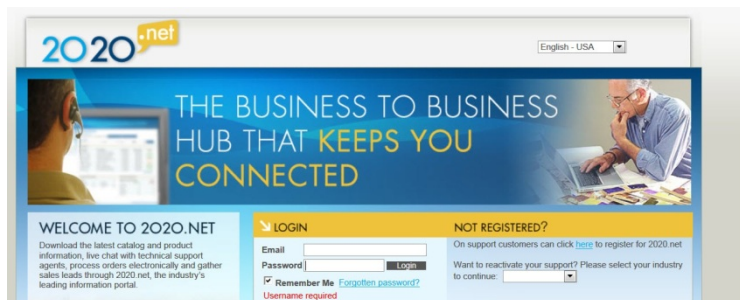 2020.net
English - USA
THE BUSINESS TO BUSINESS
HUB THAT KEEPS YOU
CONNECTED
WELCOME TO 2020.NET
Download the latest catalog and product
information, live chat with technical support
agents, process orders electronically and gather
sales leads through 2020.net, the industry's
leading information portal.
LOGIN
Email
Password Login
Remember Me Forgotten password?
Username required
NOT REGISTERED?
On support customers can click here to register for 2020.net
Want to reactivate your support? Please select your industry
to continue: